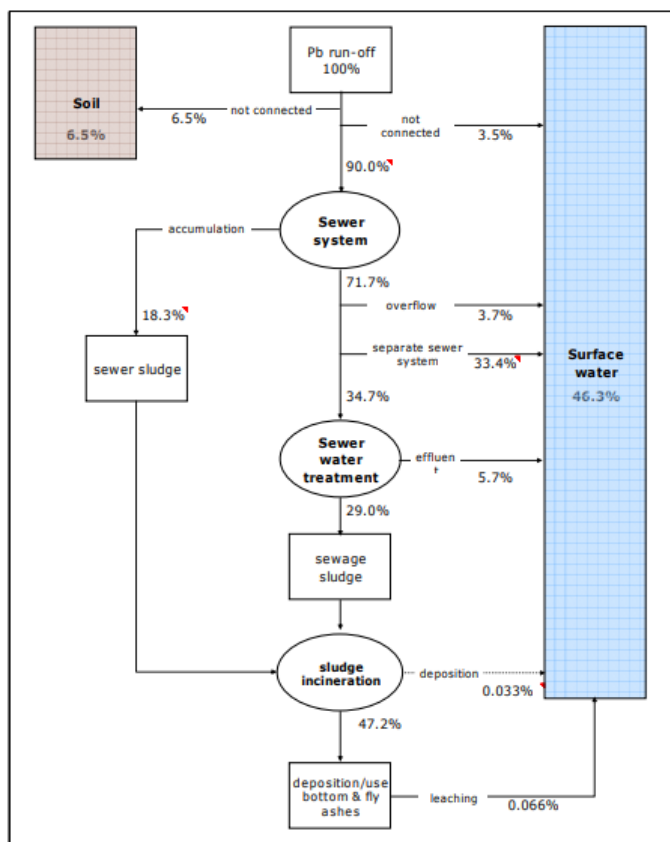 Pb run-off
100%
Soil
6.5%
not connected
6.5%
not
connected
3.5%
90.0%
Sewer
system
accumulation
71.7%
18.3%
overflow
3.7%
sewer sludge
separate sewer
system
33.4%
Surface
water
46.3%
34.7%
Sewer
water
treatment
effluen
t
5.7%
29.0%
sewage
sludge
sludge
incineration
deposition
0.033%
47.2%
deposition/use
bottom & fly
ashes
leaching
0.066%